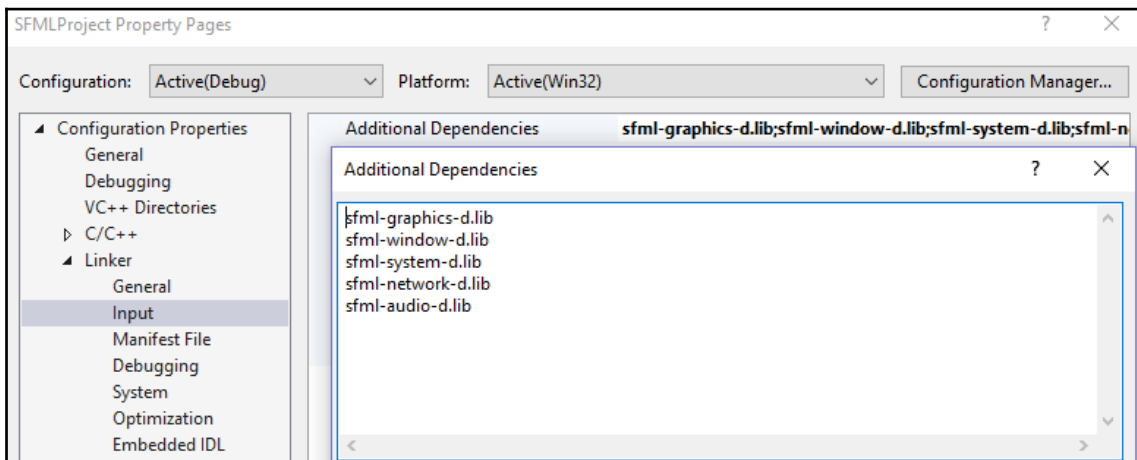 SFMLProject Property Pages ? ×
Configuration: Active(Debug) Platform: Active(Win32) Configuration Manager...
Configuration Properties
General
Debugging
VC++ Directories
C/C++
Linker
General
Input
Manifest File
Debugging
System
Optimization
Embedded IDL
Additional Dependencies sfml-graphics-d.lib;sfml-window-d.lib;sfml-system-d.lib;sfml-n
Additional Dependencies ? ×
sfml-graphics-d.lib
sfml-window-d.lib
sfml-system-d.lib
sfml-network-d.lib
sfml-audio-d.lib